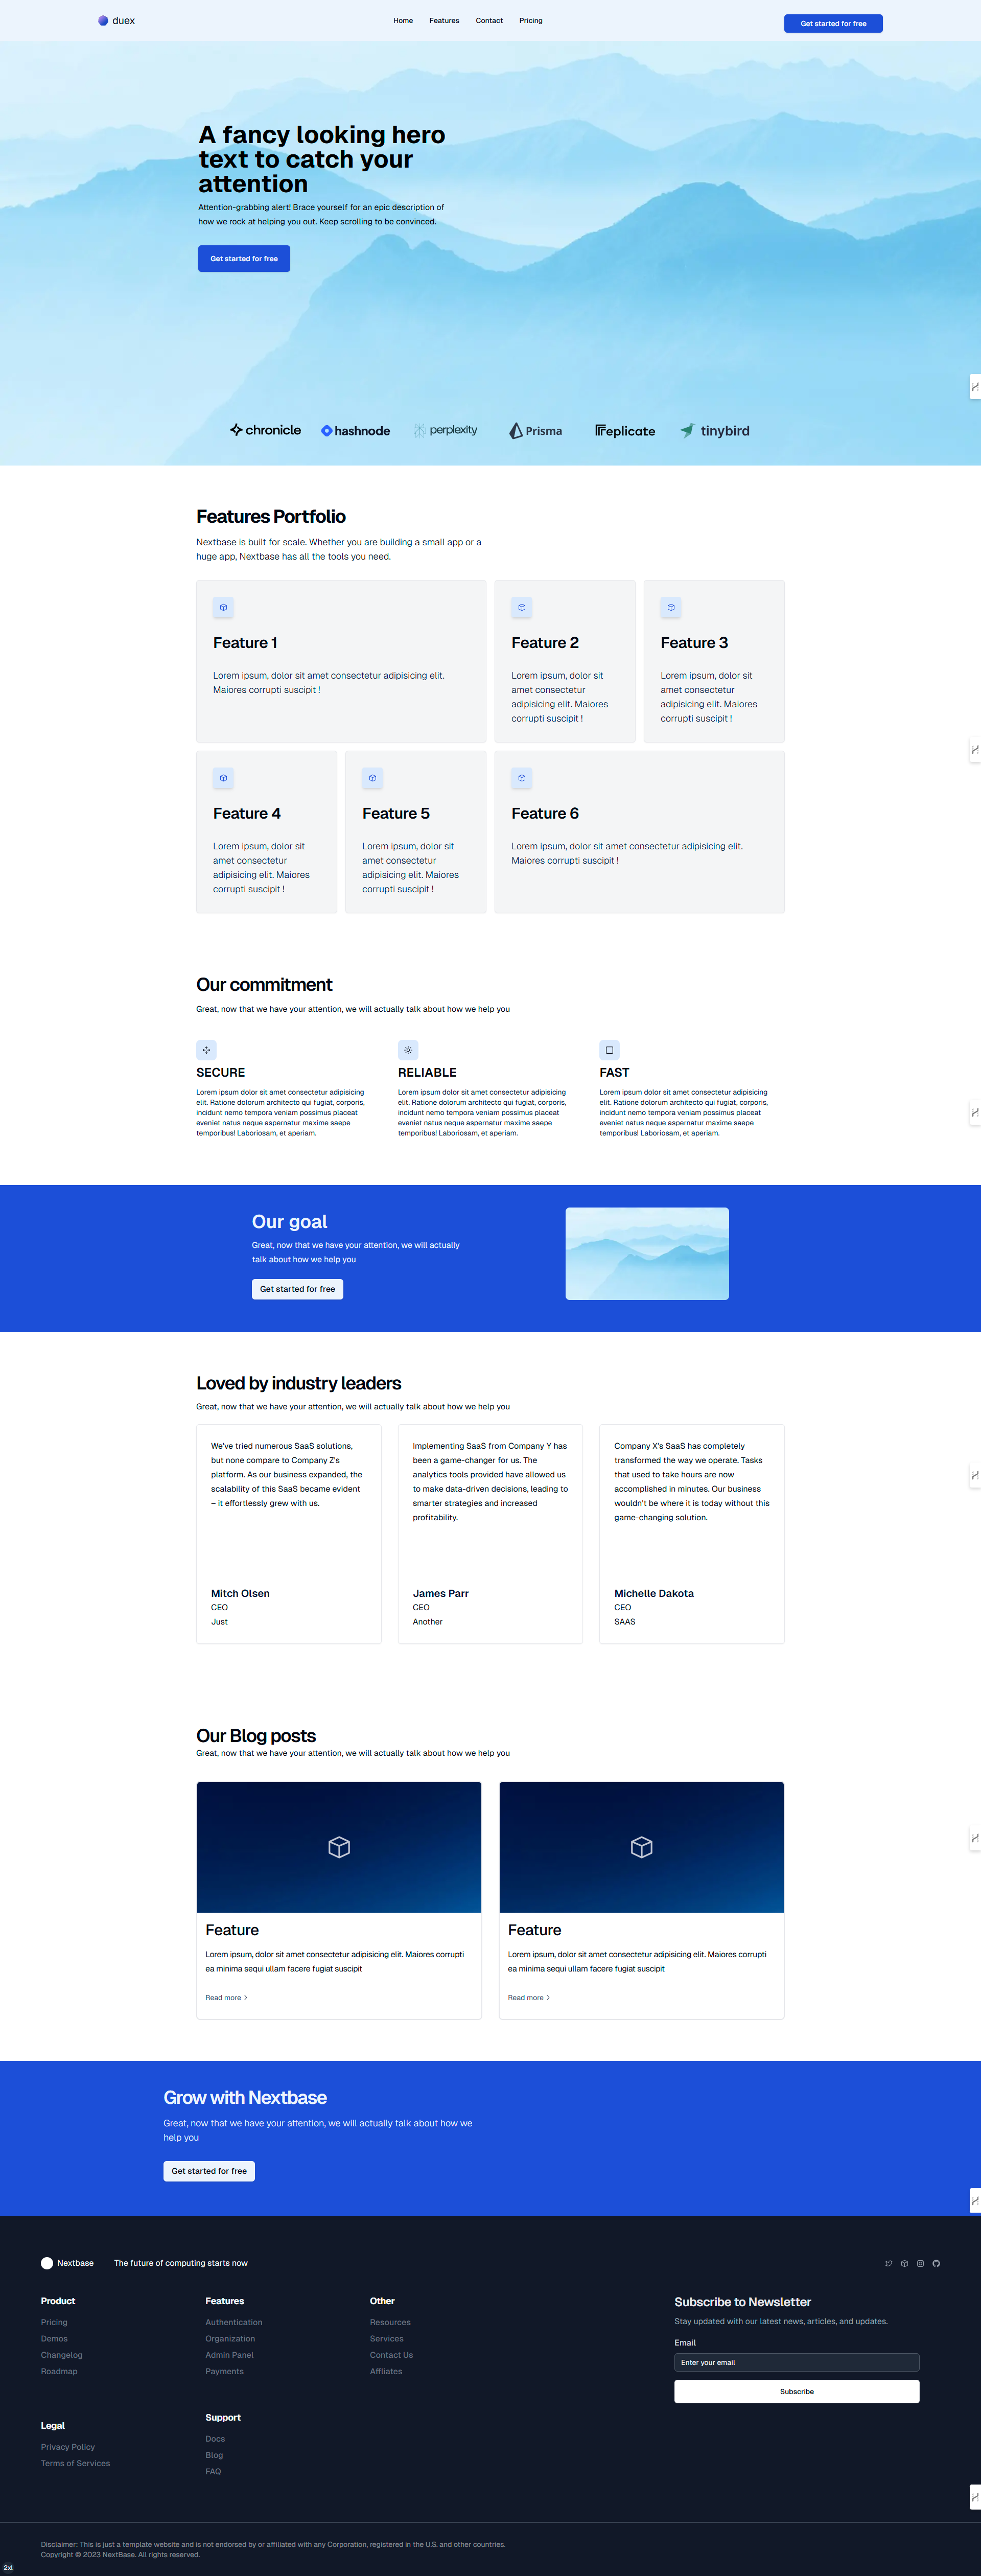 duex
Home Features Contact Pricing
Get started for free
A fancy looking hero
text to catch your
attention
Attention-grabbing alert! Brace yourself for an epic description of
how we rock at helping you out. Keep scrolling to be convinced.
Get started for free
chronicle hashnode perplexity Prisma replicate tinybird
Features Portfolio
Nextbase is built for scale. Whether you are building a small app or a
huge app, Nextbase has all the tools you need.
Feature 1
Lorem ipsum, dolor sit amet consectetur adipisicing elit.
Maiores corrupti suscipit !
Feature 2
Lorem ipsum, dolor sit
amet consectetur
adipisicing elit. Maiores
corrupti suscipit !
Feature 3
Lorem ipsum, dolor sit
amet consectetur
adipisicing elit. Maiores
corrupti suscipit !
Feature 4
Lorem ipsum, dolor sit
amet consectetur
adipisicing elit. Maiores
corrupti suscipit !
Feature 5
Lorem ipsum, dolor sit
amet consectetur
adipisicing elit. Maiores
corrupti suscipit !
Feature 6
Lorem ipsum, dolor sit amet consectetur adipisicing elit.
Maiores corrupti suscipit !
Our commitment
Great, now that we have your attention, we will actually talk about how we help you
SECURE
Lorem ipsum dolor sit amet consectetur adipisicing
elit. Ratione dolorum architecto qui fugiat, corporis,
incidunt nemo tempora veniam possimus placeat
eveniet natus neque aspernatur maxime saepe
temporibus! Laboriosam, et aperiam.
RELIABLE
Lorem ipsum dolor sit amet consectetur adipisicing
elit. Ratione dolorum architecto qui fugiat, corporis,
incidunt nemo tempora veniam possimus placeat
eveniet natus neque aspernatur maxime saepe
temporibus! Laboriosam, et aperiam.
FAST
Lorem ipsum dolor sit amet consectetur adipisicing
elit. Ratione dolorum architecto qui fugiat, corporis,
incidunt nemo tempora veniam possimus placeat
eveniet natus neque aspernatur maxime saepe
temporibus! Laboriosam, et aperiam.
Our goal
Great, now that we have your attention, we will actually
talk about how we help you
Get started for free
Loved by industry leaders
Great, now that we have your attention, we will actually talk about how we help you
We've tried numerous SaaS solutions,
but none compare to Company Z's
platform. As our business expanded, the
scalability of this SaaS became evident
– it effortlessly grew with us.
Mitch Olsen
CEO
Just
Implementing SaaS from Company Y has
been a game-changer for us. The
analytics tools provided have allowed us
to make data-driven decisions, leading to
smarter strategies and increased
profitability.
James Parr
CEO
Another
Company X's SaaS has completely
transformed the way we operate. Tasks
that used to take hours are now
accomplished in minutes. Our business
wouldn't be where it is today without this
game-changing solution.
Michelle Dakota
CEO
SAAS
Our Blog posts
Great, now that we have your attention, we will actually talk about how we help you
Feature
Lorem ipsum, dolor sit amet consectetur adipisicing elit. Maiores corrupti
ea minima sequi ullam facere fugiat suscipit
Read more
Feature
Lorem ipsum, dolor sit amet consectetur adipisicing elit. Maiores corrupti
ea minima sequi ullam facere fugiat suscipit
Read more
Grow with Nextbase
Great, now that we have your attention, we will actually talk about how we
help you
Get started for free
Nextbase The future of computing starts now
Product
Pricing
Demos
Changelog
Roadmap
Features
Authentication
Organization
Admin Panel
Payments
Other
Resources
Services
Contact Us
Affliates
Subscribe to Newsletter
Stay updated with our latest news, articles, and updates.
Email
Enter your email
Subscribe
Legal
Privacy Policy
Terms of Services
Support
Docs
Blog
FAQ
Disclaimer: This is just a template website and is not endorsed by or affiliated with any Corporation, registered in the U.S. and other countries.
Copyright © 2023 NextBase. All rights reserved.
2xl